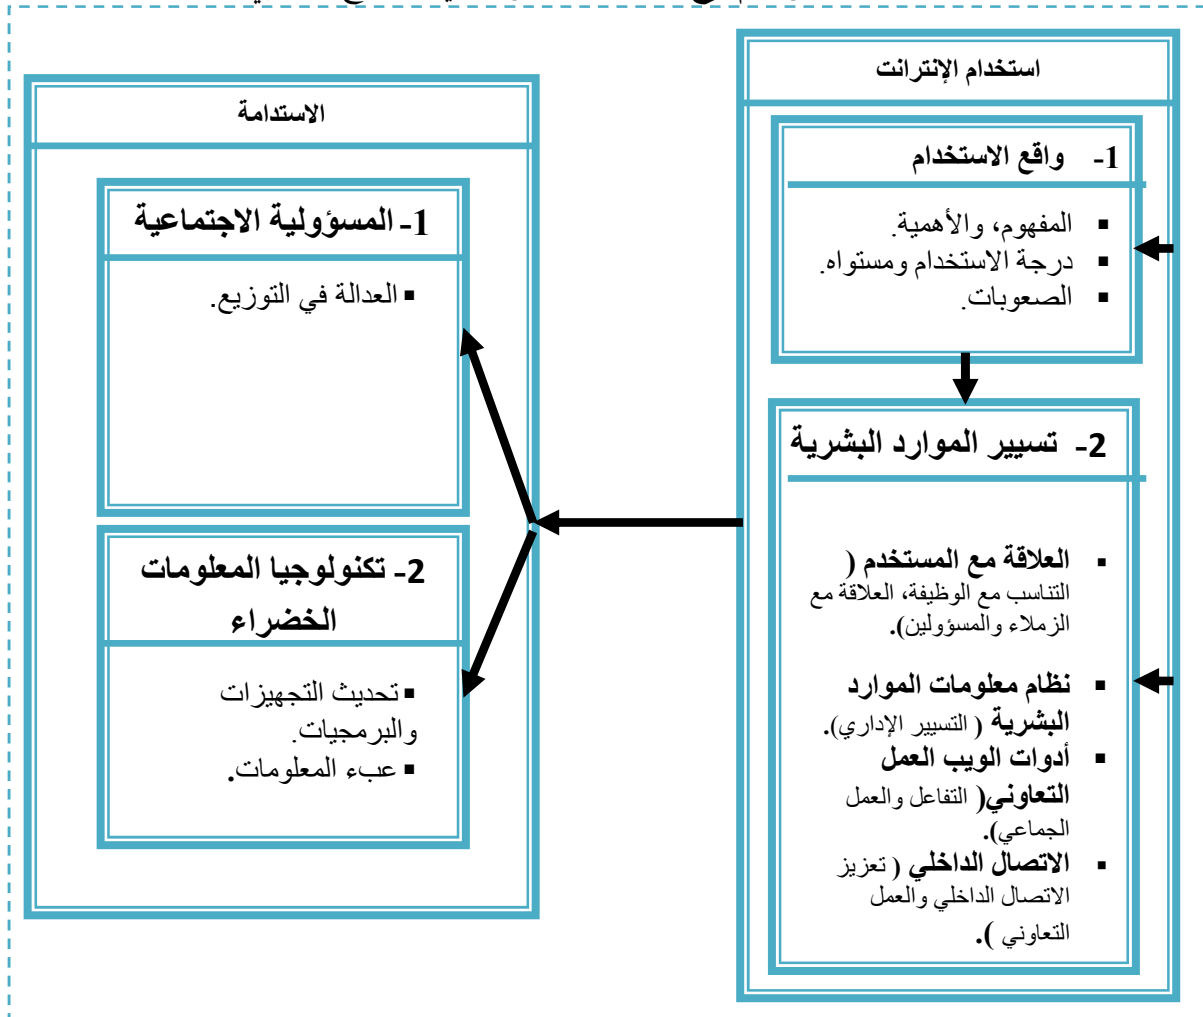 استخدام الإنترانت
1- واقع الاستخدام
▪ المفهوم، والأهمية.
▪ درجة الاستخدام ومستواه.
▪ الصعوبات.
2- تسيير الموارد البشرية
▪ العلاقة مع المستخدم (
التناسب مع الوظيفة، العلاقة مع
الزملاء والمسؤولين).
▪ نظام معلومات الموارد
البشرية ( التسيير الإداري).
▪ أدوات الويب العمل
التعاوني( التفاعل والعمل
الجماعي).
▪ الاتصال الداخلي ( تعزيز
الاتصال الداخلي والعمل
التعاوني ).
الاستدامة
1- المسؤولية الاجتماعية
▪ العدالة في التوزيع.
2- تكنولوجيا المعلومات
الخضراء
▪ تحديث التجهيزات
والبرمجيات.
▪ عبء المعلومات.